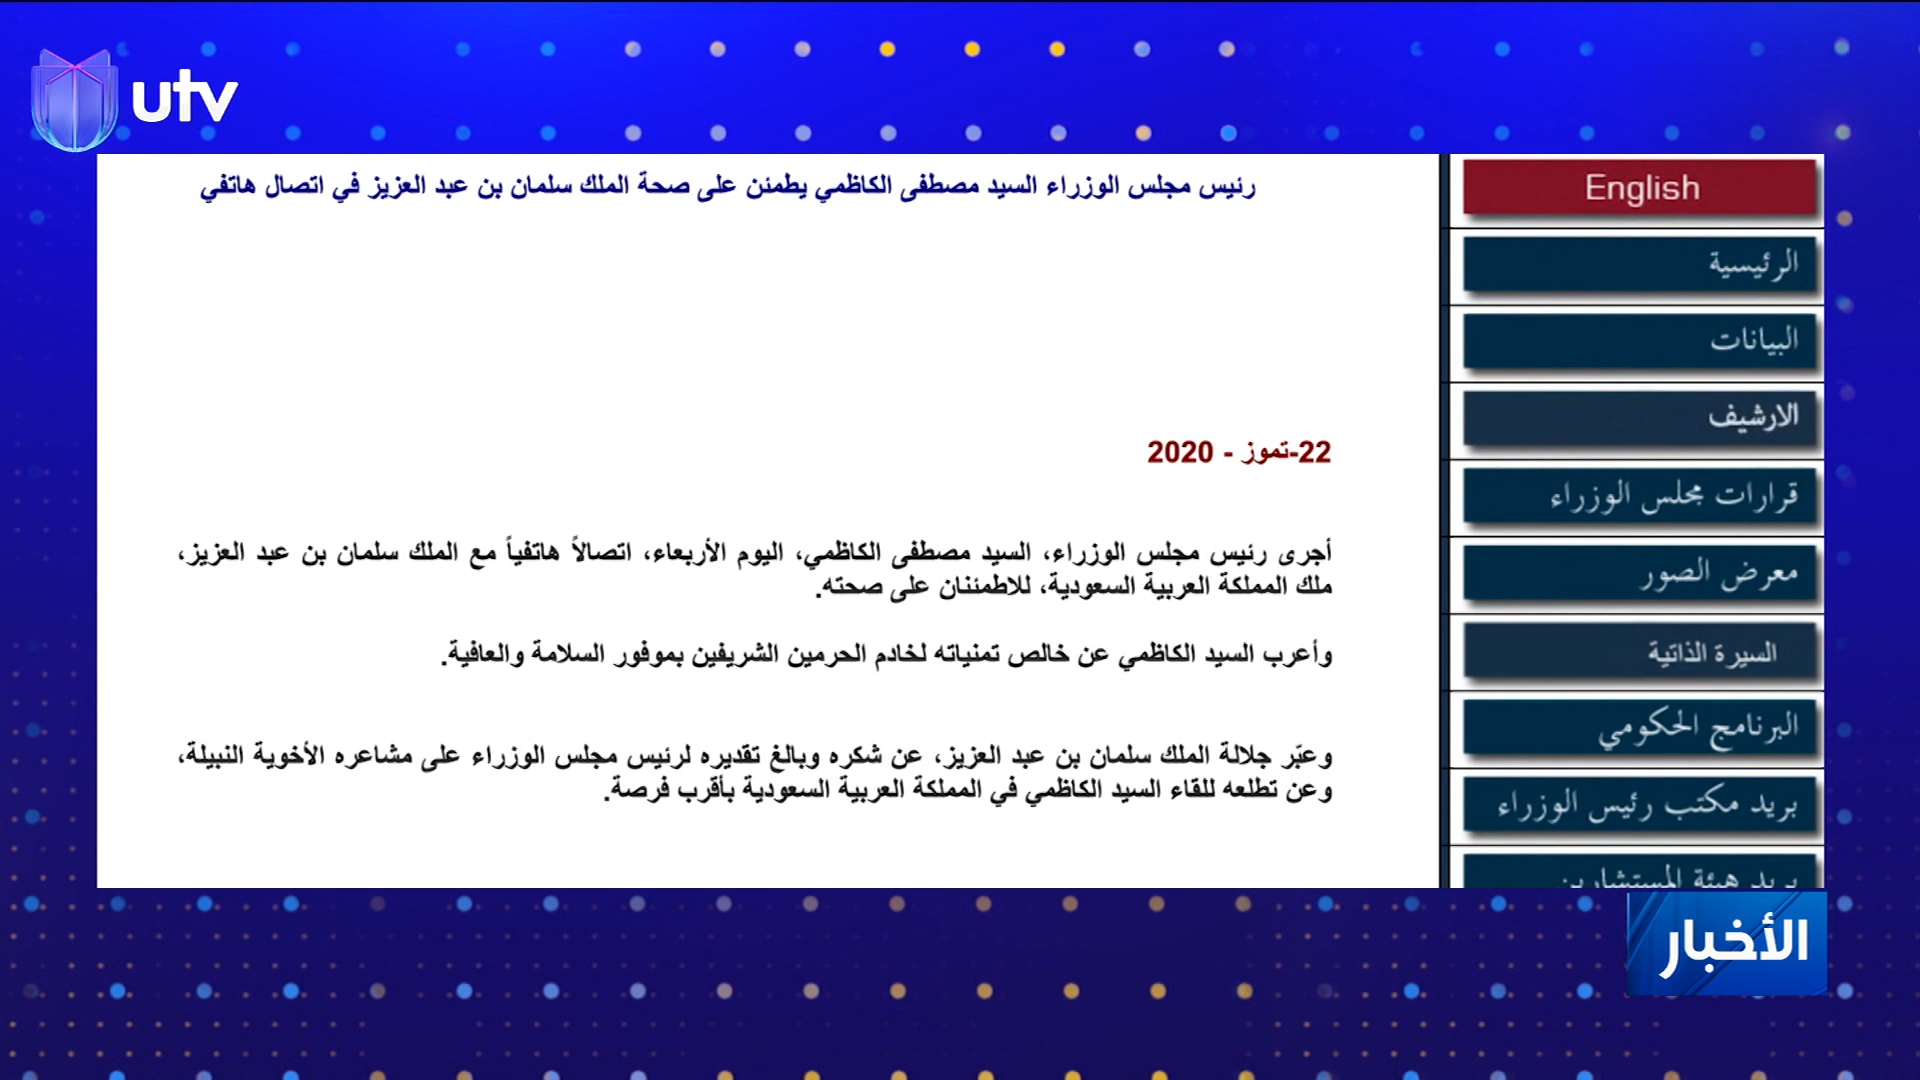 utv
رئيس مجلس الوزراء السيد مصطفى الكاظمي يطمئن على صحة الملك سلمان بن عبد العزيز في اتصال هاتفي
22-تموز - 2020
أجرى رئيس مجلس الوزراء، السيد مصطفى الكاظمي، اليوم الأربعاء، اتصالاً هاتفياً مع الملك سلمان بن عبد العزيز،
ملك المملكة العربية السعودية، للاطمئنان على صحته.
وأعرب السيد الكاظمي عن خالص تمنياته لخادم الحرمين الشريفين بموفور السلامة والعافية.
وعبّر جلالة الملك سلمان بن عبد العزيز، عن شكره وبالغ تقديره لرئيس مجلس الوزراء على مشاعره الأخوية النبيلة،
وعن تطلعه للقاء السيد الكاظمي في المملكة العربية السعودية بأقرب فرصة.
English
الرئيسية
البيانات
الارشيف
قرارات مجلس الوزراء
معرض الصور
السيرة الذاتية
البرنامج الحكومي
بريد مكتب رئيس الوزراء
بريد هيئة المستشارين
الأخبار